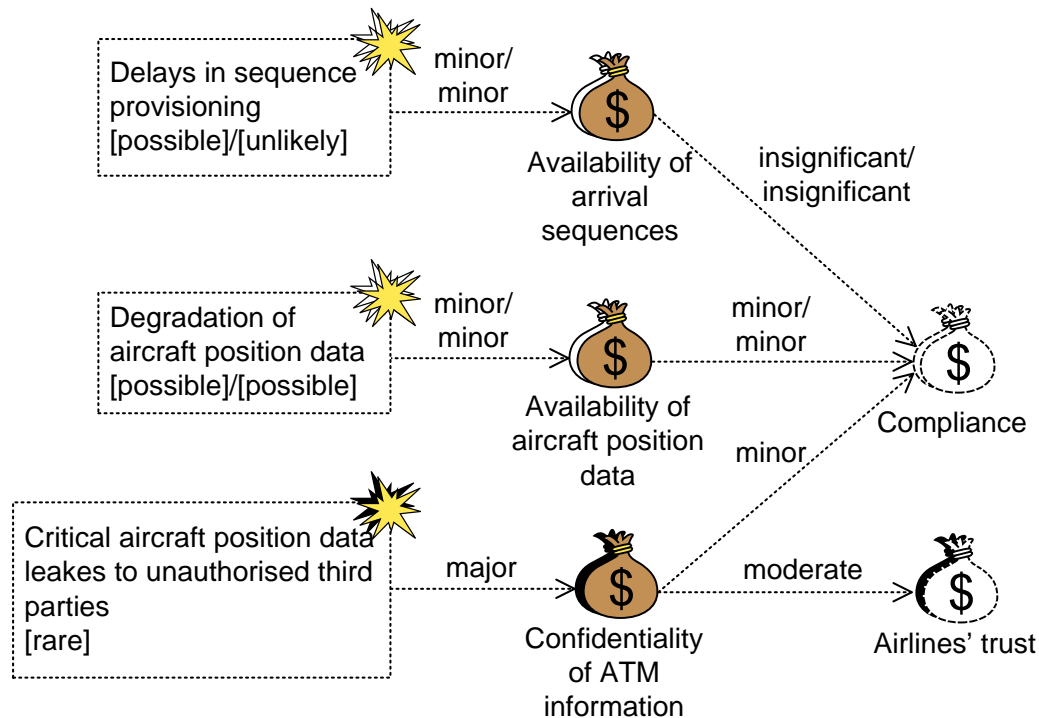 Delays in sequence
provisioning
[possible]/[unlikely]
minor/
minor
$
Availability of
arrival
sequences
insignificant/
insignificant
Degradation of
aircraft position data
[possible]/[possible]
minor/
minor
$
Availability of
aircraft position
data
minor/
minor
$
Compliance
minor
Critical aircraft position data
leakes to unauthorised third
parties
[rare]
major
$
Confidentiality
of ATM
information
moderate
$
Airlines' trust